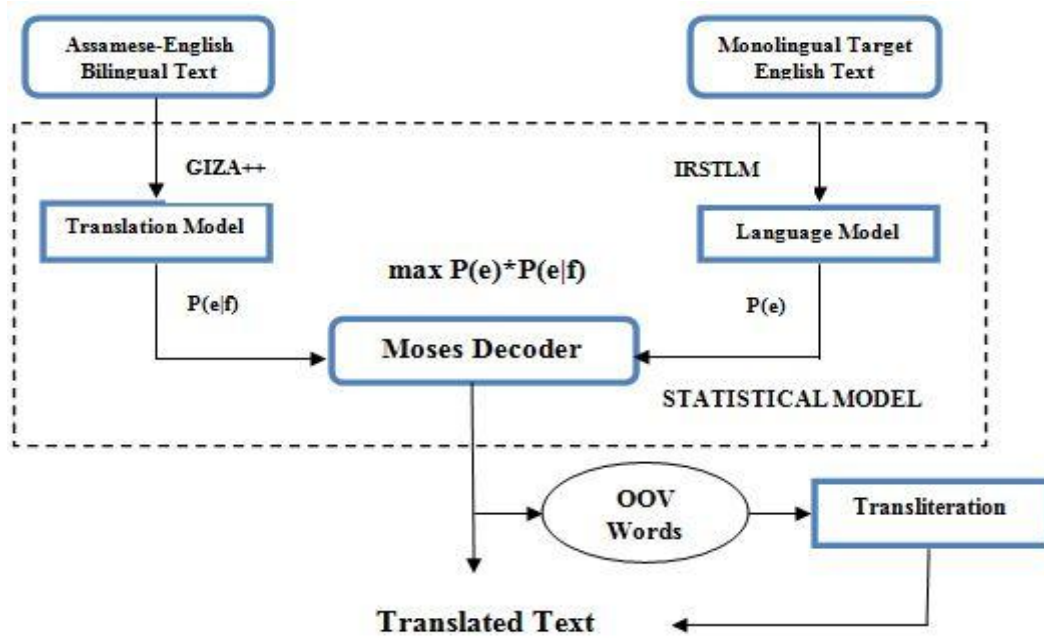 Assamese-English
Bilingual Text
Monolingual Target
English Text
GIZA++
IRSTLM
Translation Model
Language Model
max P(e)*P(e|f)
P(e|f)
P(e)
Moses Decoder
STATISTICAL MODEL
OOV
Words
Transliteration
Translated Text